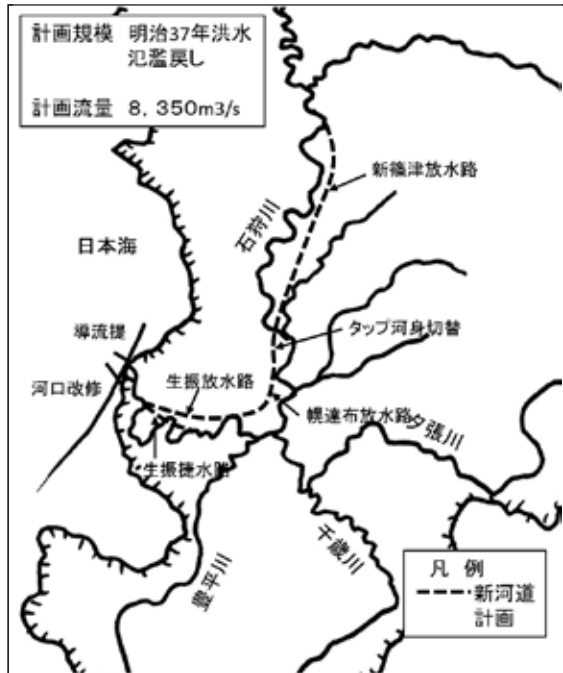 計画規模 明治37年洪水
氾濫戻し
計画流量 8,350m3/s
新篠津放水路
石狩川
日本海
タップ河身切替
導流提
生振放水路
河口改修
幌達布放水路
夕張川
生振捷水路
千歳川
豊平川
凡 例
新河道
計画